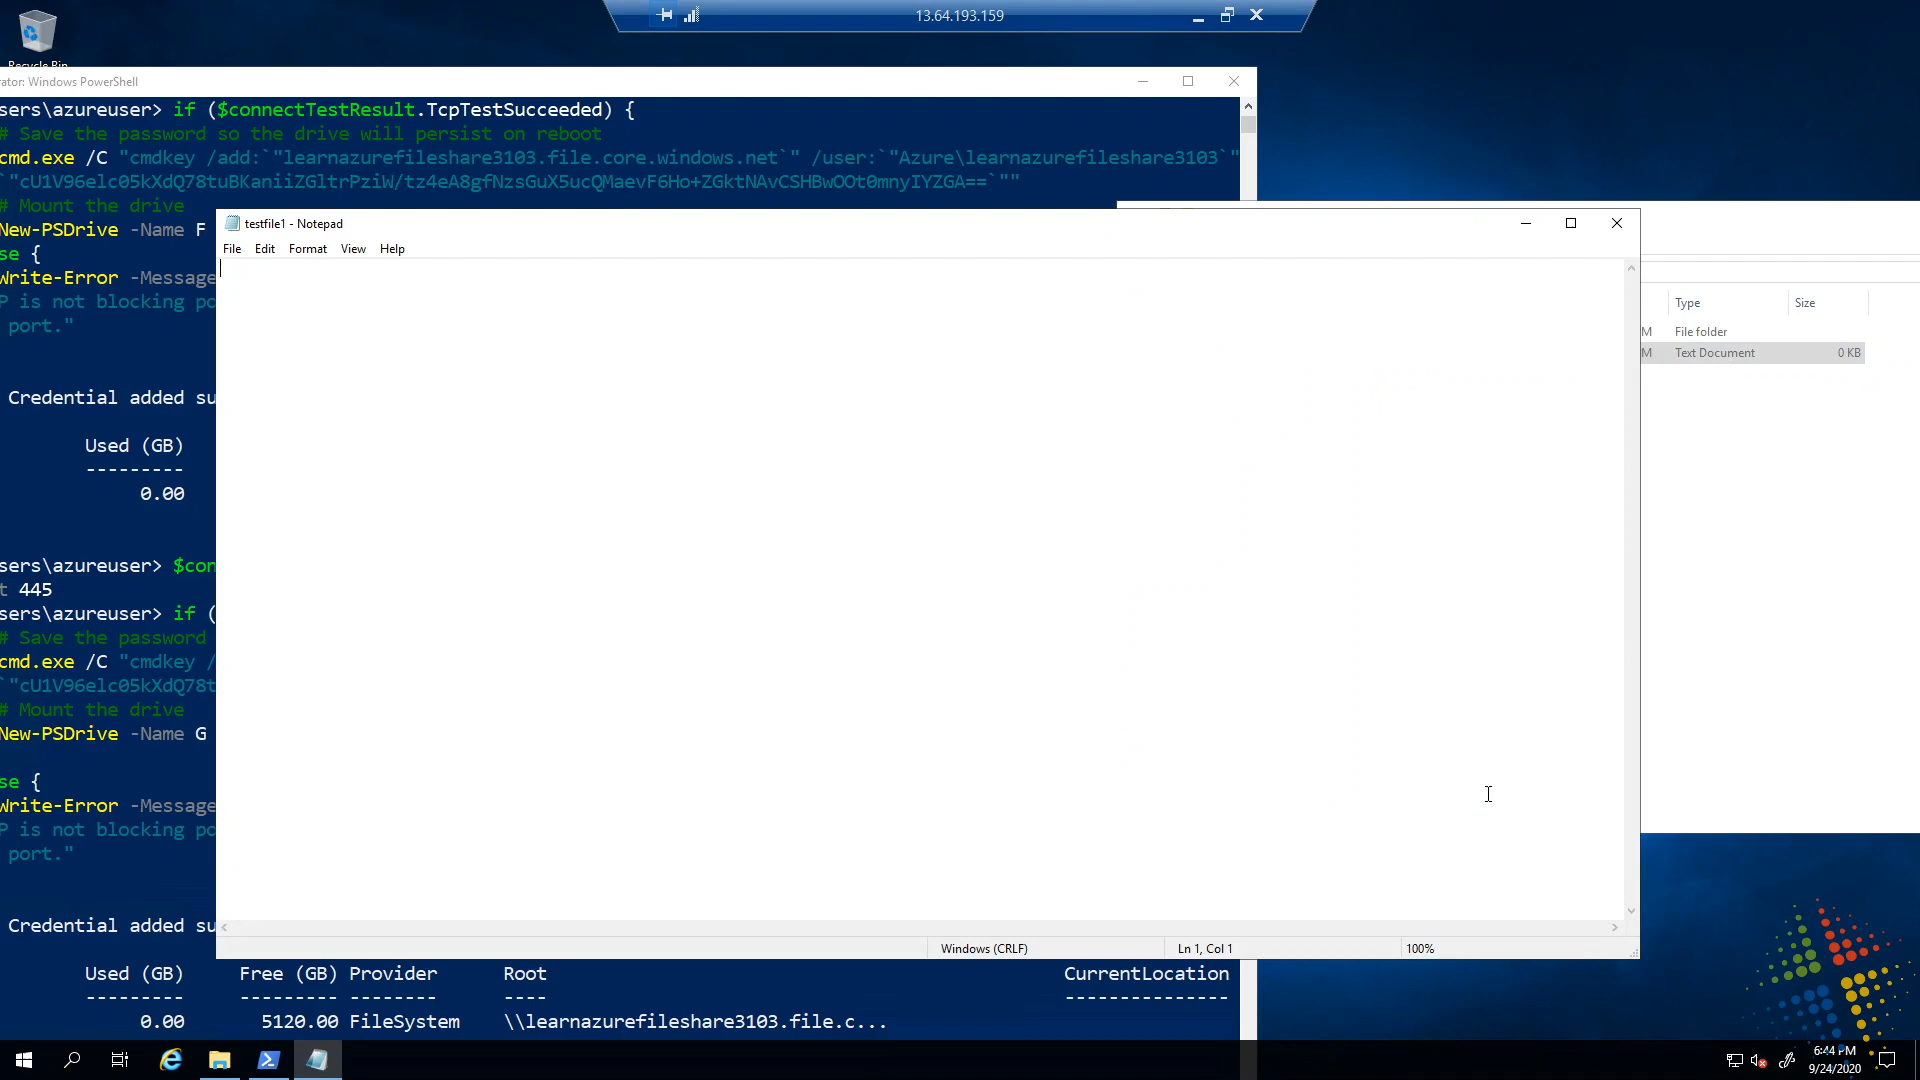 13.64.193.159
Recycle Bin
rator: Windows PowerShell
sers\azureuser> if ($connectTestResult.TcpTestSucceeded) {
# Save the password so the drive will persist on reboot
cmd.exe /C "cmdkey /add:`"learnazurefileshare3103.file.core.windows.net`" /user:`"Azure\learnazurefileshare3103`"
`"cU1V96elc05kXdQ78tuBKaniiZGltrPziW/tz4eA8gfNzsGuX5ucQMaevF6Ho+ZGktNAvCSHBwOOt0mnyIYZGA==`""
# Mount the drive
New-PSDrive -Name F
se {
Write-Error -Message
P is not blocking po
port."
Credential added su
Used (GB)
---------
0.00
sers\azureuser> $con
t 445
sers\azureuser> if (
# Save the password
cmd.exe /C "cmdkey /
`"cU1V96elc05kXdQ78t
# Mount the drive
New-PSDrive -Name G
se {
Write-Error -Message
P is not blocking po
port."
Credential added su
Used (GB) Free (GB) Provider Root CurrentLocation
--------- --------- -------- ---- ---------------
0.00 5120.00 FileSystem \\learnazurefileshare3103.file.c...
testfile1 - Notepad
File Edit Format View Help
Windows (CRLF) Ln 1, Col 1 100%
Type Size
M File folder
M Text Document 0 KB
6:44 PM
9/24/2020